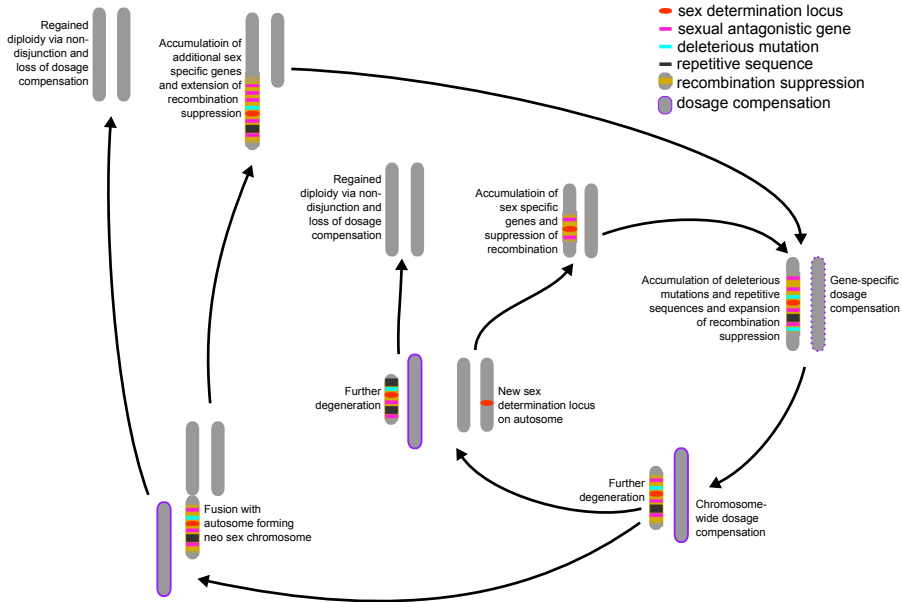 Regained
diploidy via non-
disjunction and
loss of dosage
compensation
Accumulatioin of
additional sex
specific genes
and extension of
recombination
suppression
sex determination locus
sexual antagonistic gene
deleterious mutation
repetitive sequence
recombination suppression
dosage compensation
Regained
diploidy via non-
disjunction and
loss of dosage
compensation
Accumulatioin of
sex specific
genes and
suppression of
recombination
Accumulation of deleterious
mutations and repetitive
sequences and expansion
of recombination
suppression
Gene-specific
dosage
compensation
Further
degeneration
New sex
determination locus
on autosome
Further
degeneration
Chromosome-
wide dosage
compensation
Fusion with
autosome forming
neo sex chromosome